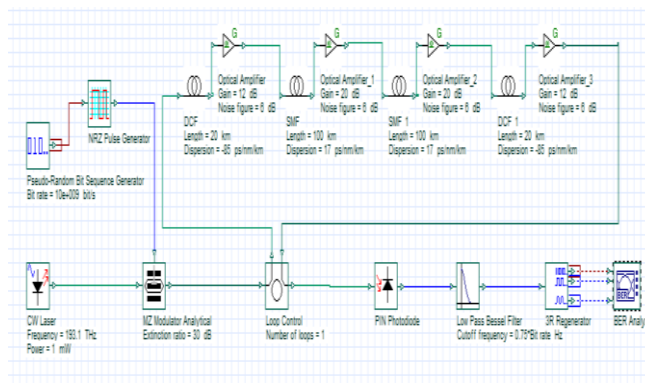 G
G
G
G
Optical Amplifier
Gain = 12 dB
Noise figure = 6 dB
Optical Amplifier_1
Gain = 20 dB
Noise figure = 6 dB
Optical Amplifier_2
Gain = 20 dB
Noise figure = 6 dB
Optical Amplifier_3
Gain = 12 dB
Noise figure = 6 dB
DCF
Length = 20 km
Dispersion = -85 ps/nm/km
SMF
Length = 100 km
Dispersion = 17 ps/nm/km
SMF 1
Length = 100 km
Dispersion = 17 ps/nm/km
DCF 1
Length = 20 km
Dispersion = -85 ps/nm/km
NRZ Pulse Generator
Pseudo-Random Bit Sequence Generator
Bit rate = 10e+009 bit/s
CW Laser
Frequency = 193.1 THz
Power = 1 mW
MZ Modulator Analytical
Extinction ratio = 30 dB
Loop Control
Number of loops = 1
PIN Photodiode
Low Pass Bessel Filter
Cutoff frequency = 0.75*Bit rate Hz
3R Regenerator
BER
BER Analy